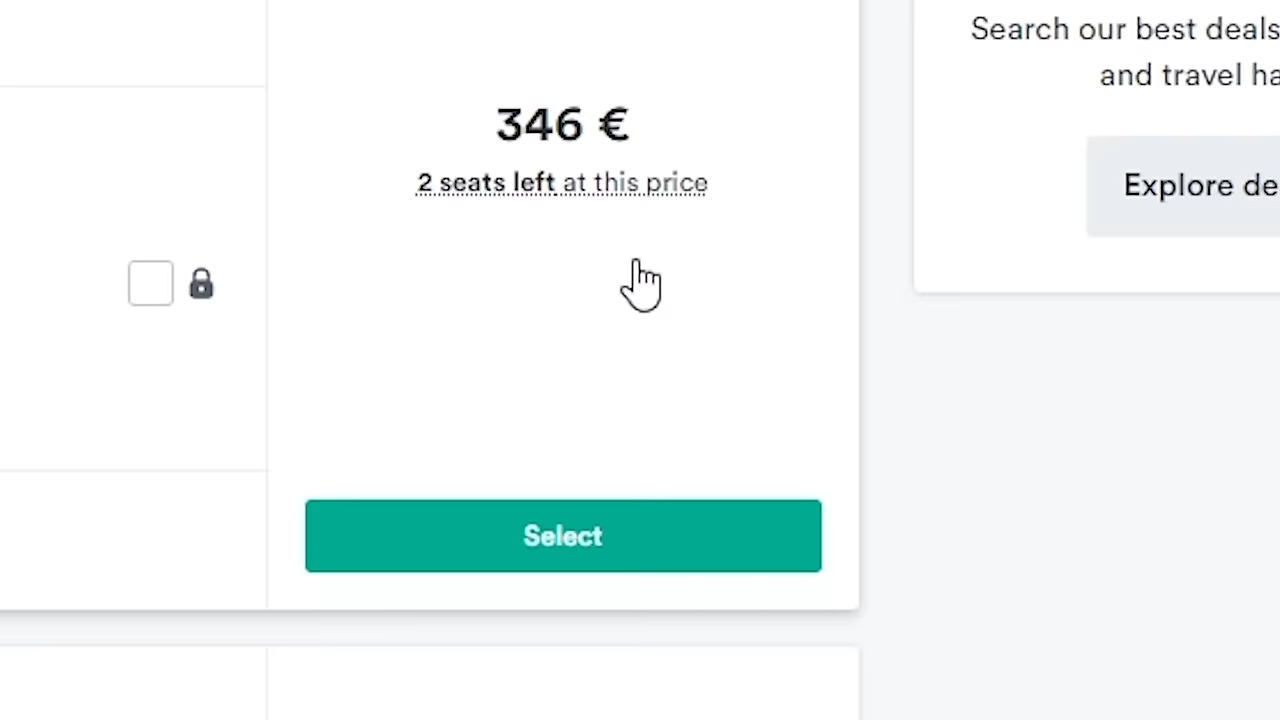 346 €
2 seats left at this price
Select
Search our best deals
and travel ha
Explore de